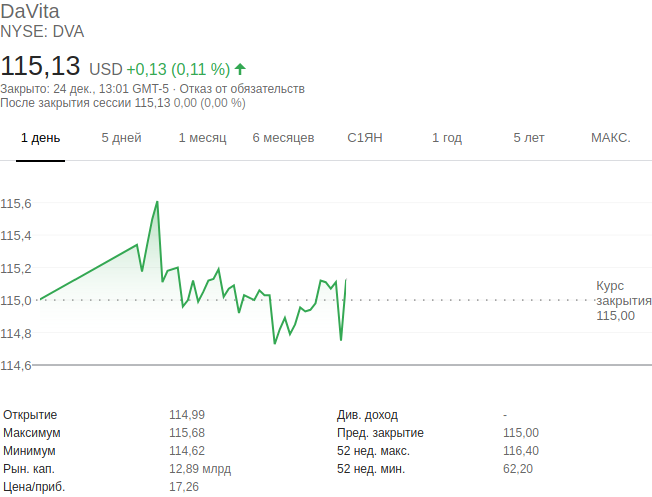 DaVita
NYSE: DVA
115,13 USD +0,13 (0,11 %)
Закрыто: 24 дек., 13:01 GMT-5 · Отказ от обязательств
После закрытия сессии 115,13 0,00 (0,00 %)
1 день 5 дней 1 месяц 6 месяцев С1ЯН 1 год 5 лет МАКС.
115,6
115,4
115,2
115,0
114,8
114,6
Курс
закрытия
115,00
Открытие 114,99 Див. доход -
Максимум 115,68 Пред. закрытие 115,00
Минимум 114,62 52 нед. макс. 116,40
Рын. кап. 12,89 млрд 52 нед. мин. 62,20
Цена/приб. 17,26